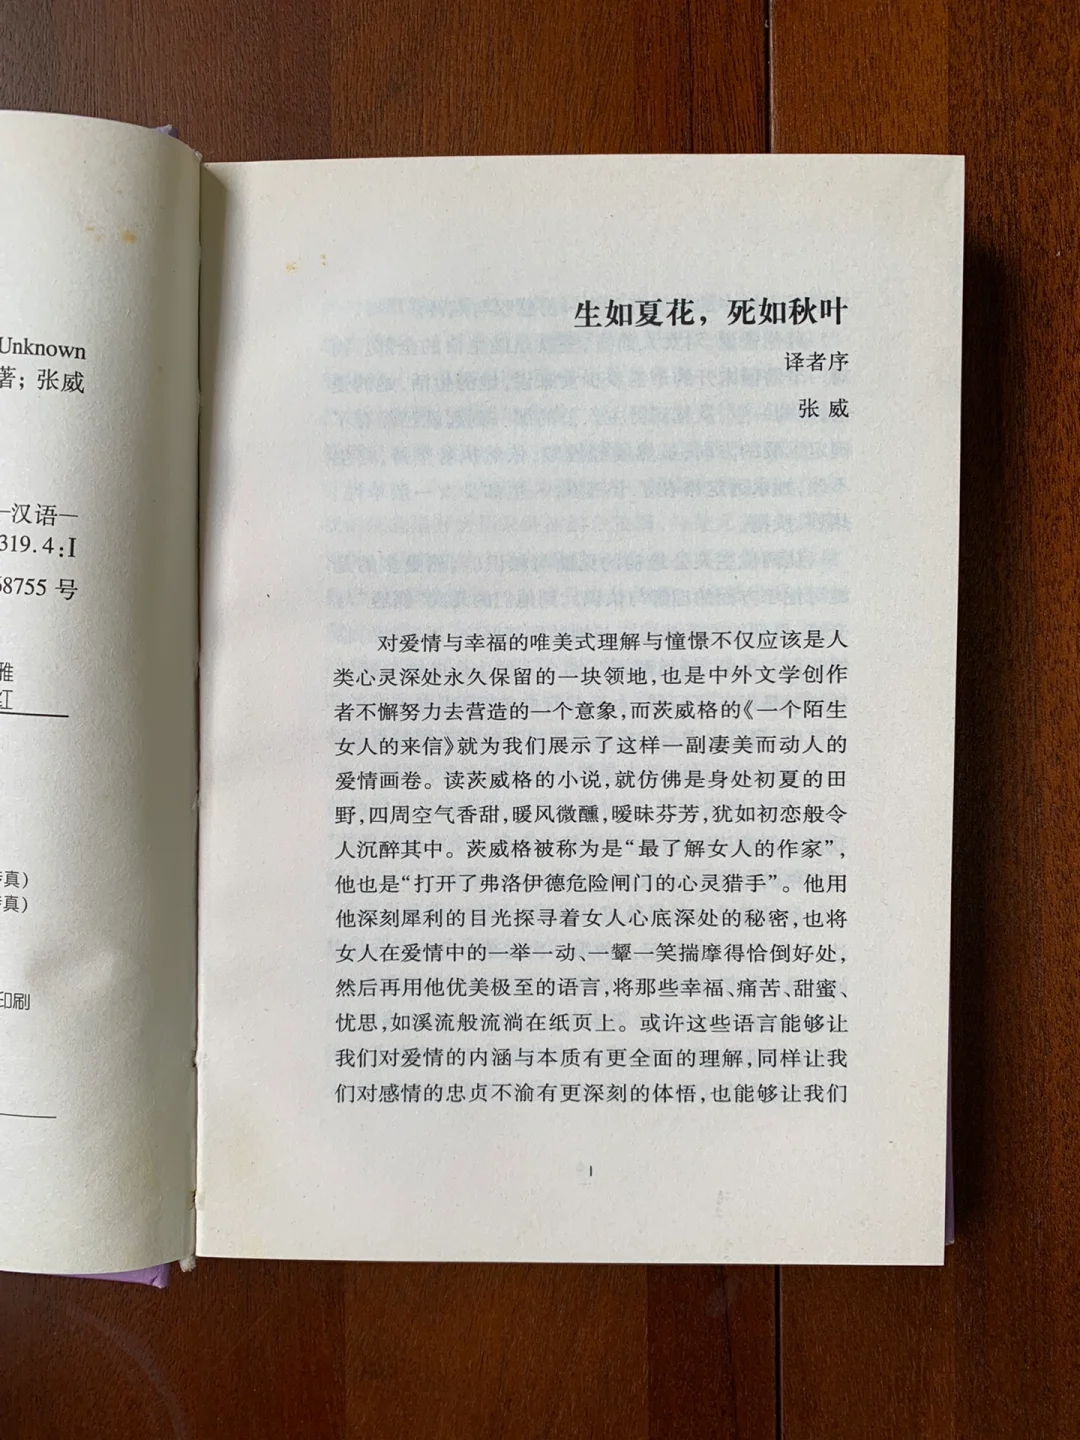 Unknown
著；张威
—汉语—
319.4:I
68755 号
雅
红
传真）
传真）
印刷
生如夏花，死如秋叶
译者序
张 威
对爱情与幸福的唯美式理解与憧憬不仅应该是人
类心灵深处永久保留的一块领地，也是中外文学创作
者不懈努力去营造的一个意象，而茨威格的《一个陌生
女人的来信》就为我们展示了这样一副凄美而动人的
爱情画卷。读茨威格的小说，就仿佛是身处初夏的田
野，四周空气香甜，暖风微醺，暧昧芬芳，犹如初恋般令
人沉醉其中。茨威格被称为是“最了解女人的作家”，
他也是“打开了弗洛伊德危险闸门的心灵猎手”。他用
他深刻犀利的目光探寻着女人心底深处的秘密，也将
女人在爱情中的一举一动、一颦一笑揣摩得恰倒好处，
然后再用他优美极至的语言，将那些幸福、痛苦、甜蜜、
忧思，如溪流般流淌在纸页上。或许这些语言能够让
我们对爱情的内涵与本质有更全面的理解，同样让我
们对感情的忠贞不渝有更深刻的体悟，也能够让我们
1